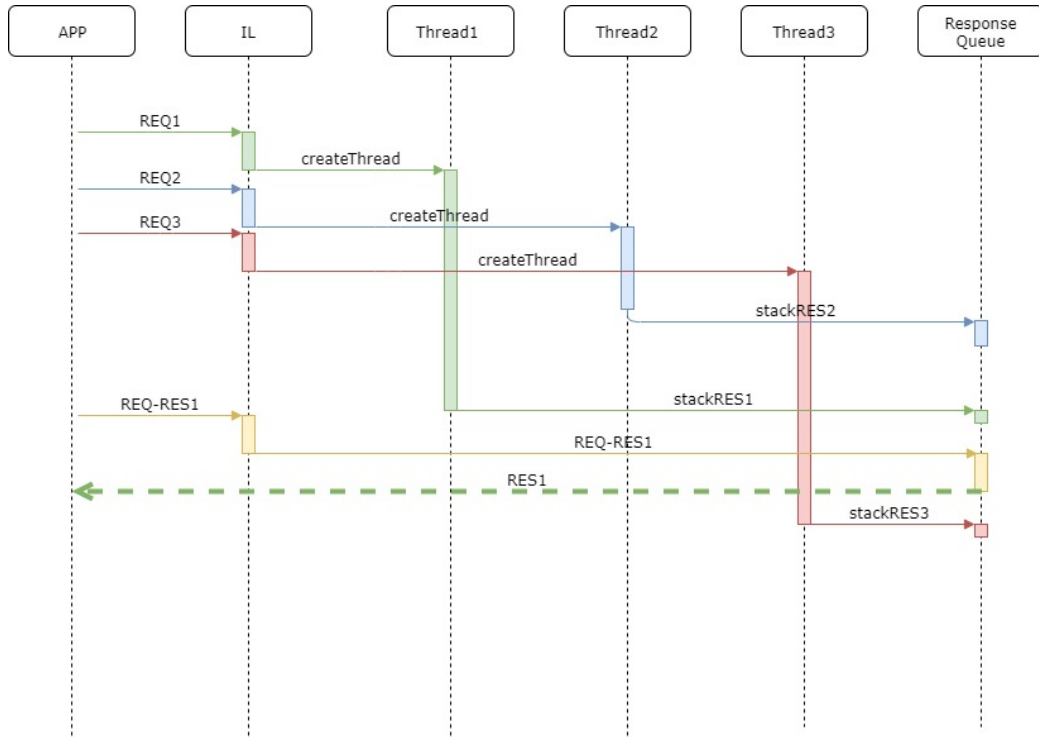 APP
IL
Thread1
Thread2
Thread3
Response
Queue
REQ1
createThread
REQ2
createThread
REQ3
createThread
stackRES2
stackRES1
REQ-RES1
REQ-RES1
RES1
stackRES3